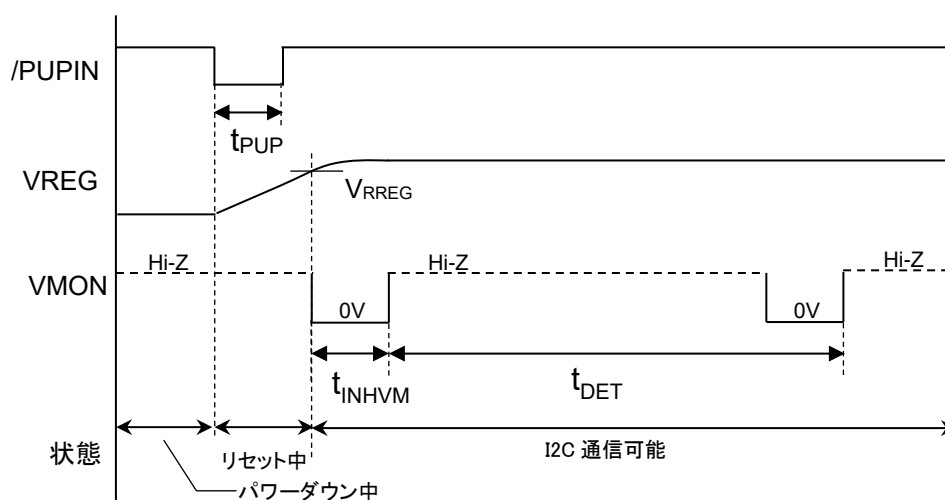 /PUPIN
tPUP
VREG
VRREG
Hi-Z
Hi-Z
Hi-Z
VMON
0V
0V
tINHVM
tDET
状態
リセット中
I2C 通信可能
パワーダウン中